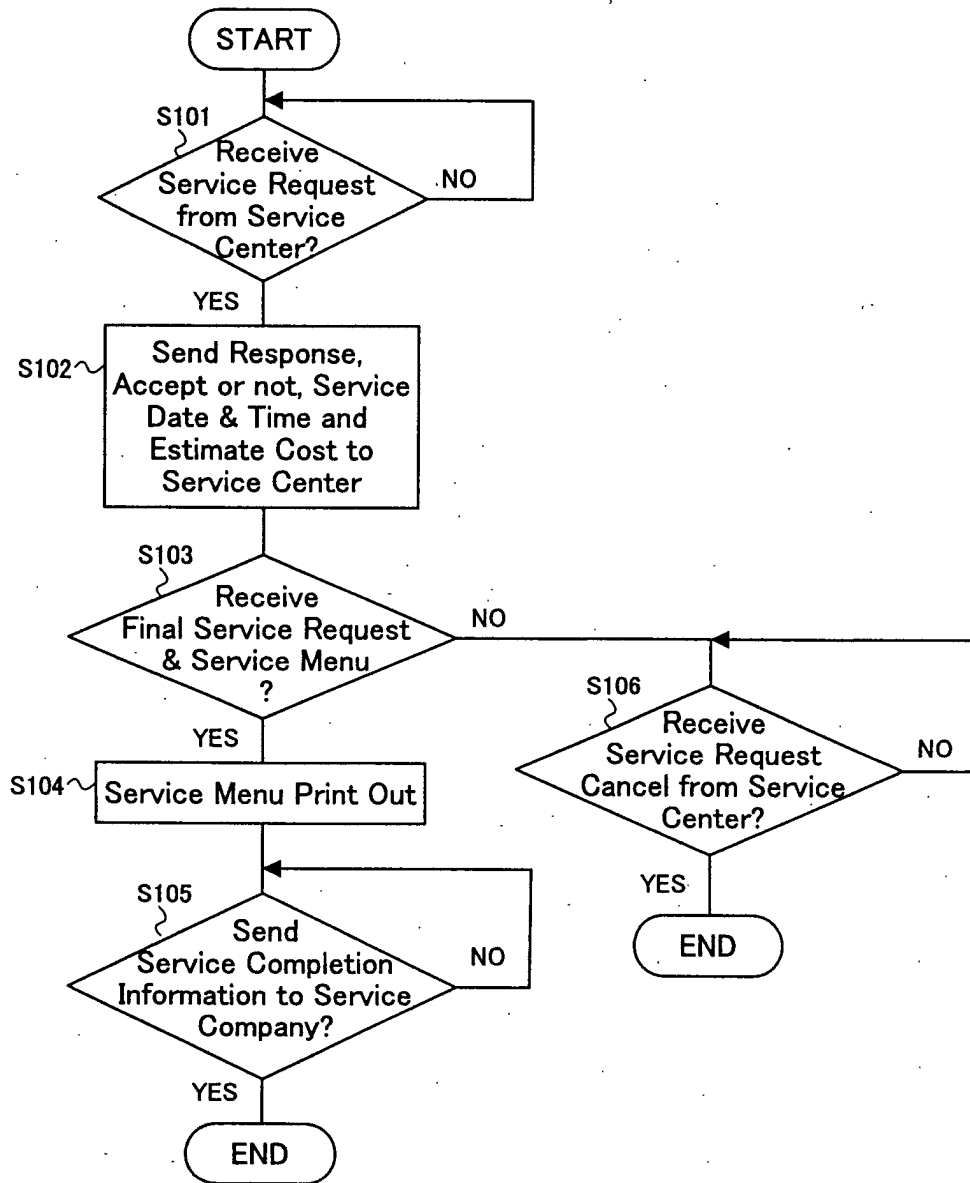 START
S101
Receive
Service Request
from Service
Center?
NO
YES
S102
Send Response,
Accept or not, Service
Date & Time and
Estimate Cost to
Service Center
S103
Receive
Final Service Request
& Service Menu
?
NO
YES
S104
Service Menu Print Out
S105
Send
Service Completion
Information to Service
Company?
NO
YES
END
S106
Receive
Service Request
Cancel from Service
Center?
NO
YES
END